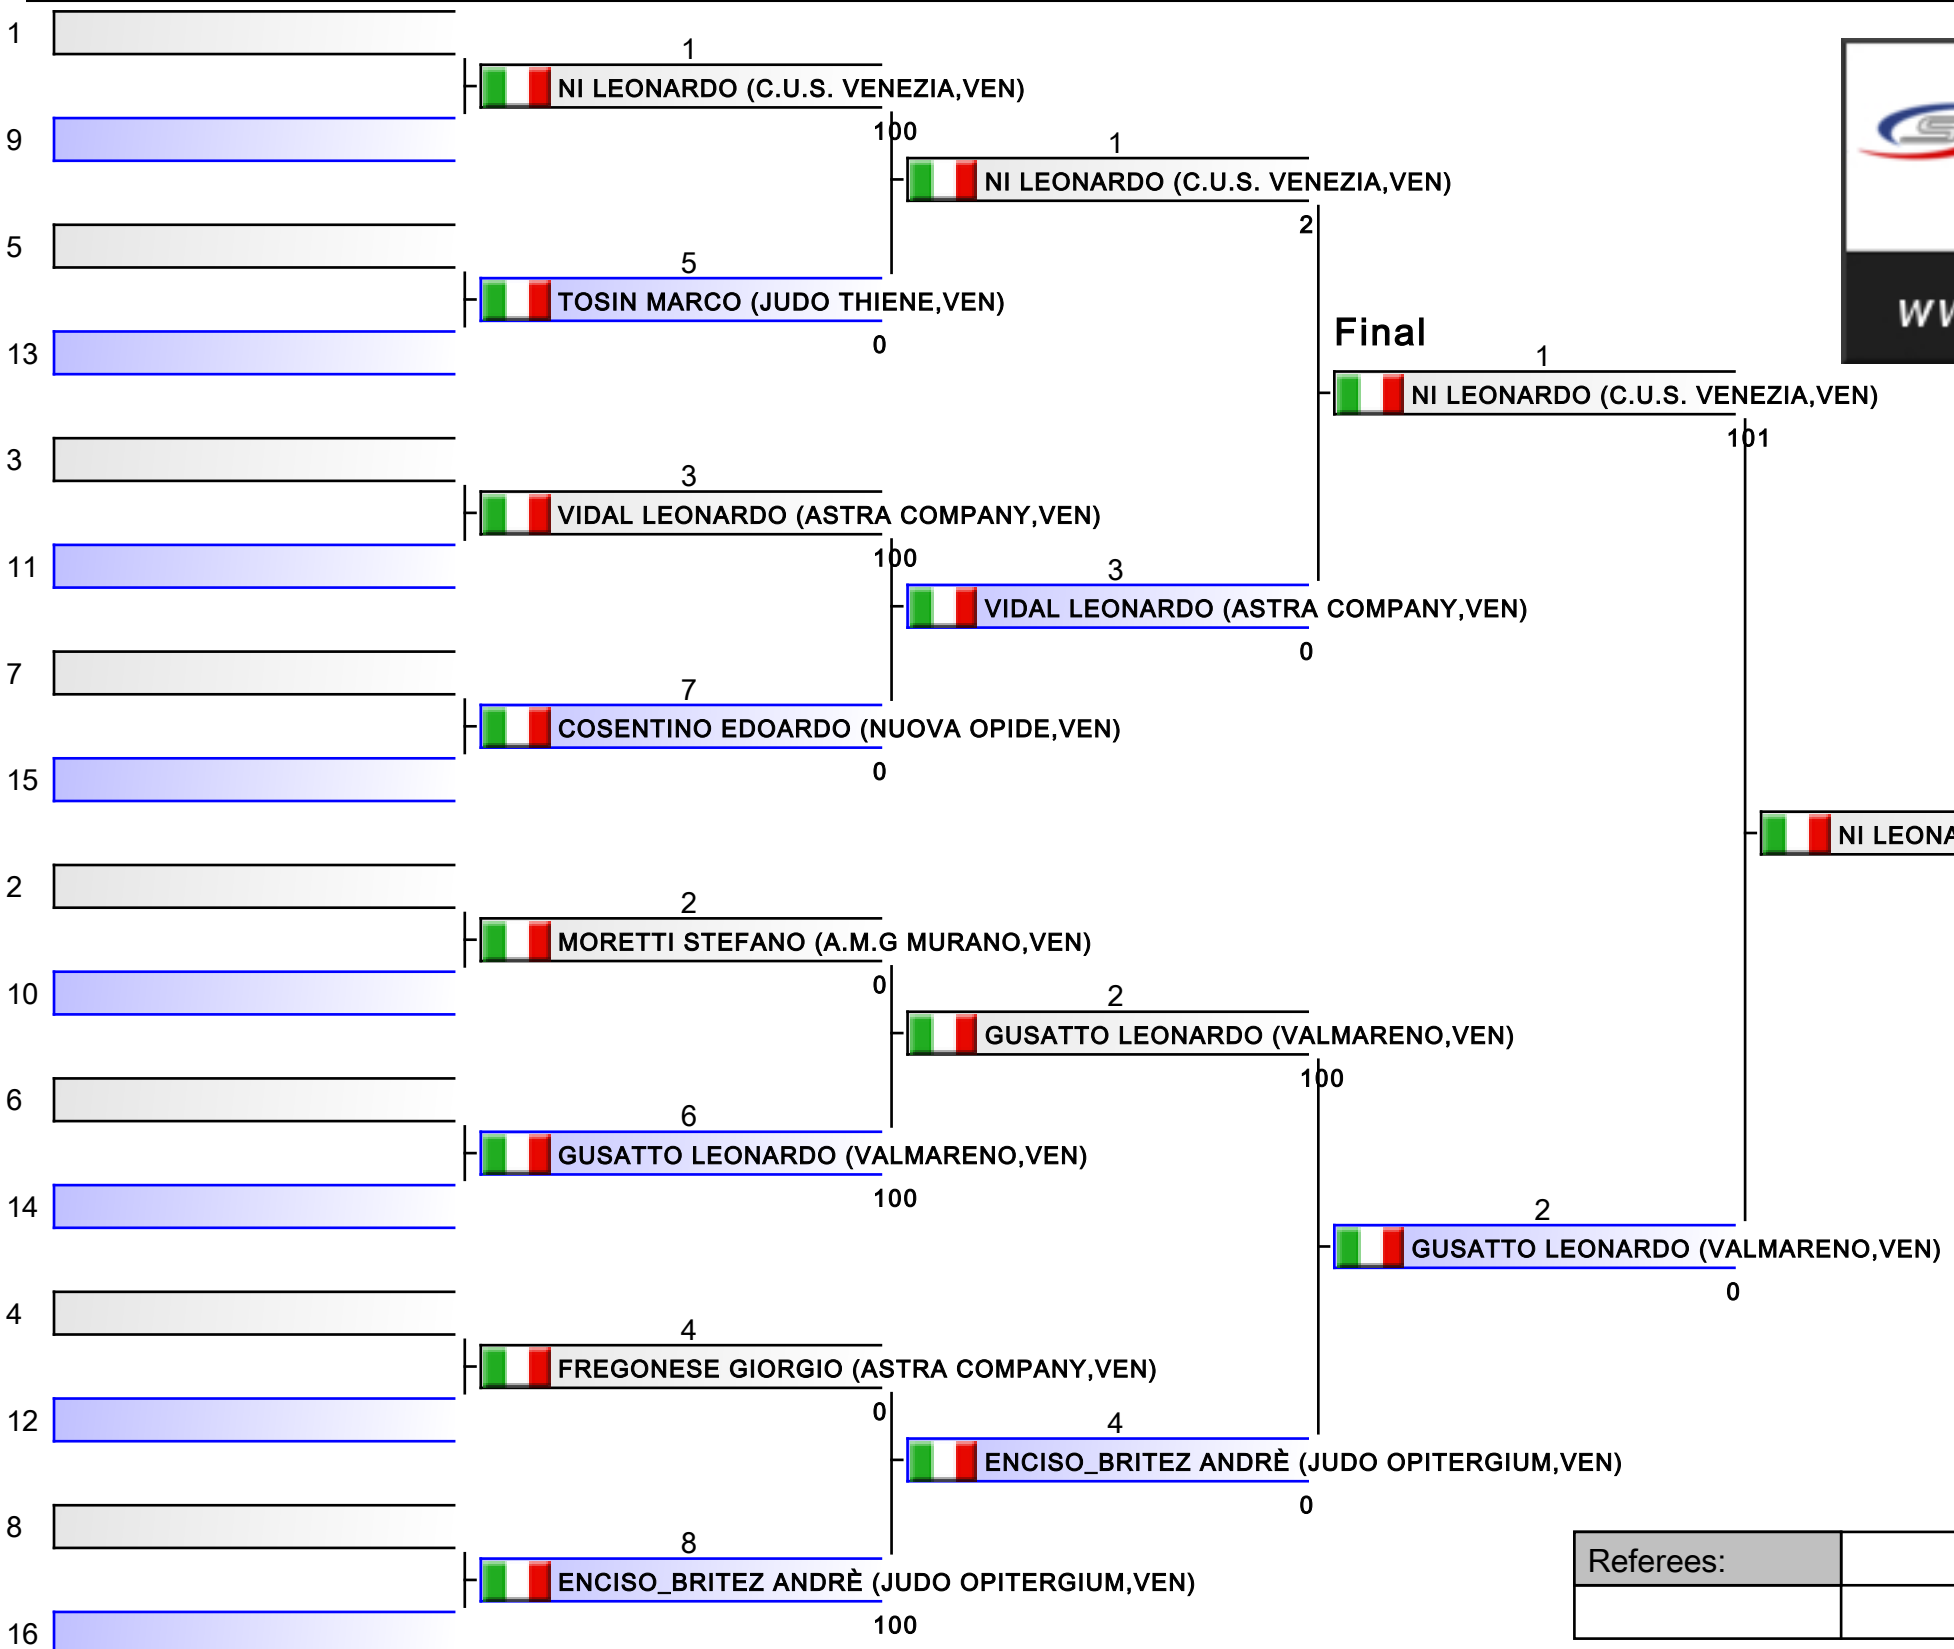 1
1
NI LEONARDO (C.U.S. VENEZIA,VEN)
100
9
1
NI LEONARDO (C.U.S. VENEZIA,VEN)
2
5
5
TOSIN MARCO (JUDO THIENE,VEN)
0
13
Final
1
NI LEONARDO (C.U.S. VENEZIA,VEN)
101
3
3
VIDAL LEONARDO (ASTRA COMPANY,VEN)
100
11
3
VIDAL LEONARDO (ASTRA COMPANY,VEN)
0
7
7
COSENTINO EDOARDO (NUOVA OPIDE,VEN)
0
15
NI LEONA
2
2
MORETTI STEFANO (A.M.G MURANO,VEN)
0
10
2
GUSATTO LEONARDO (VALMARENO,VEN)
100
6
6
GUSATTO LEONARDO (VALMARENO,VEN)
100
14
2
GUSATTO LEONARDO (VALMARENO,VEN)
0
4
4
FREGONESE GIORGIO (ASTRA COMPANY,VEN)
0
12
4
ENCISO_BRITEZ ANDRÈ (JUDO OPITERGIUM,VEN)
0
8
8
ENCISO_BRITEZ ANDRÈ (JUDO OPITERGIUM,VEN)
100
16
Referees: